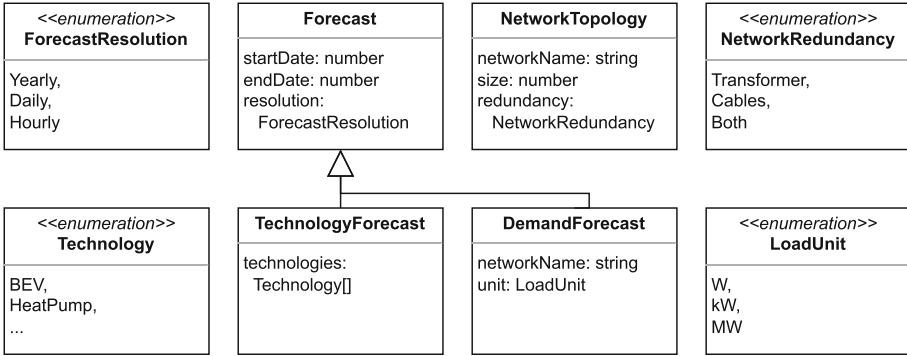 <<enumeration>>
ForecastResolution
Yearly,
Daily,
Hourly
Forecast
startDate: number
endDate: number
resolution:
ForecastResolution
NetworkTopology
networkName: string
size: number
redundancy:
NetworkRedundancy
<<enumeration>>
NetworkRedundancy
Transformer,
Cables,
Both
<<enumeration>>
Technology
BEV,
HeatPump,
...
TechnologyForecast
technologies:
Technology[]
DemandForecast
networkName: string
unit: LoadUnit
<<enumeration>>
LoadUnit
W,
kW,
MW